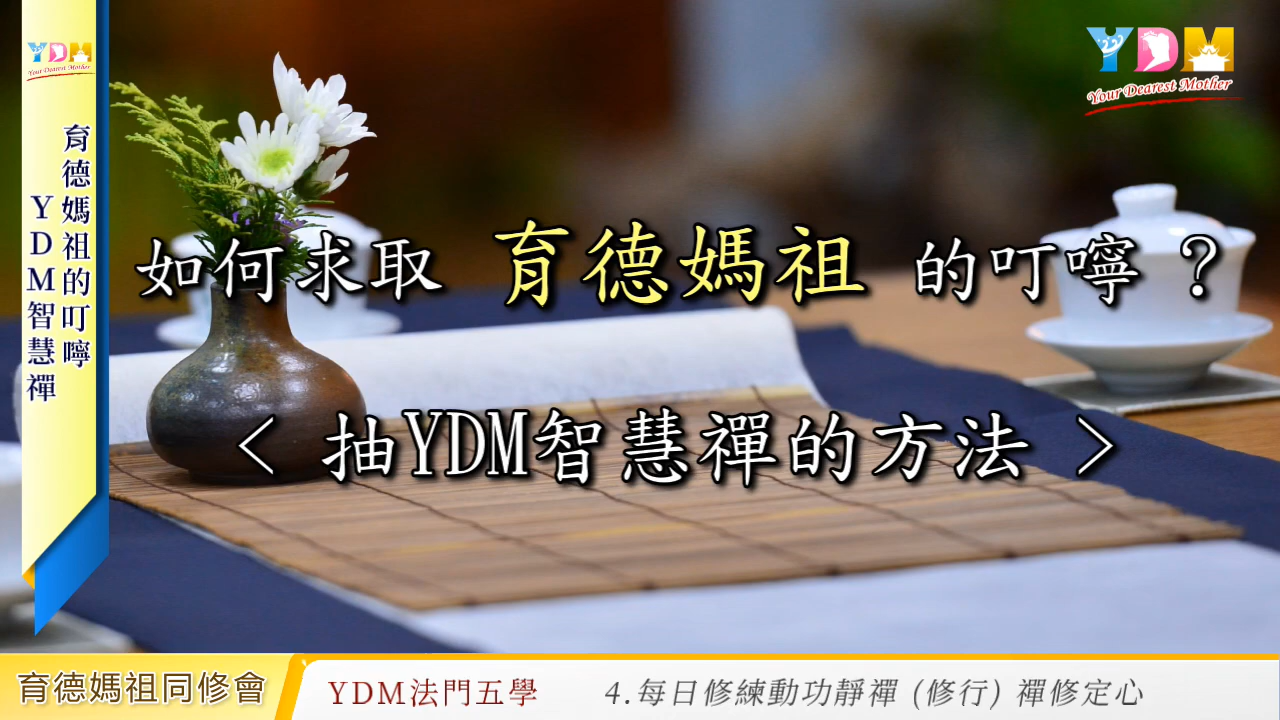 YDM
Your Dearest Mother
育德媽祖的叮嚀
YDM智慧禪
YDM
Your Dearest Mother
如何求取 育德媽祖 的叮嚀 ?
< 抽YDM智慧禪的方法 >
育德媽祖同修會
YDM法門五學
4.每日修練動功靜禪 (修行) 禪修定心